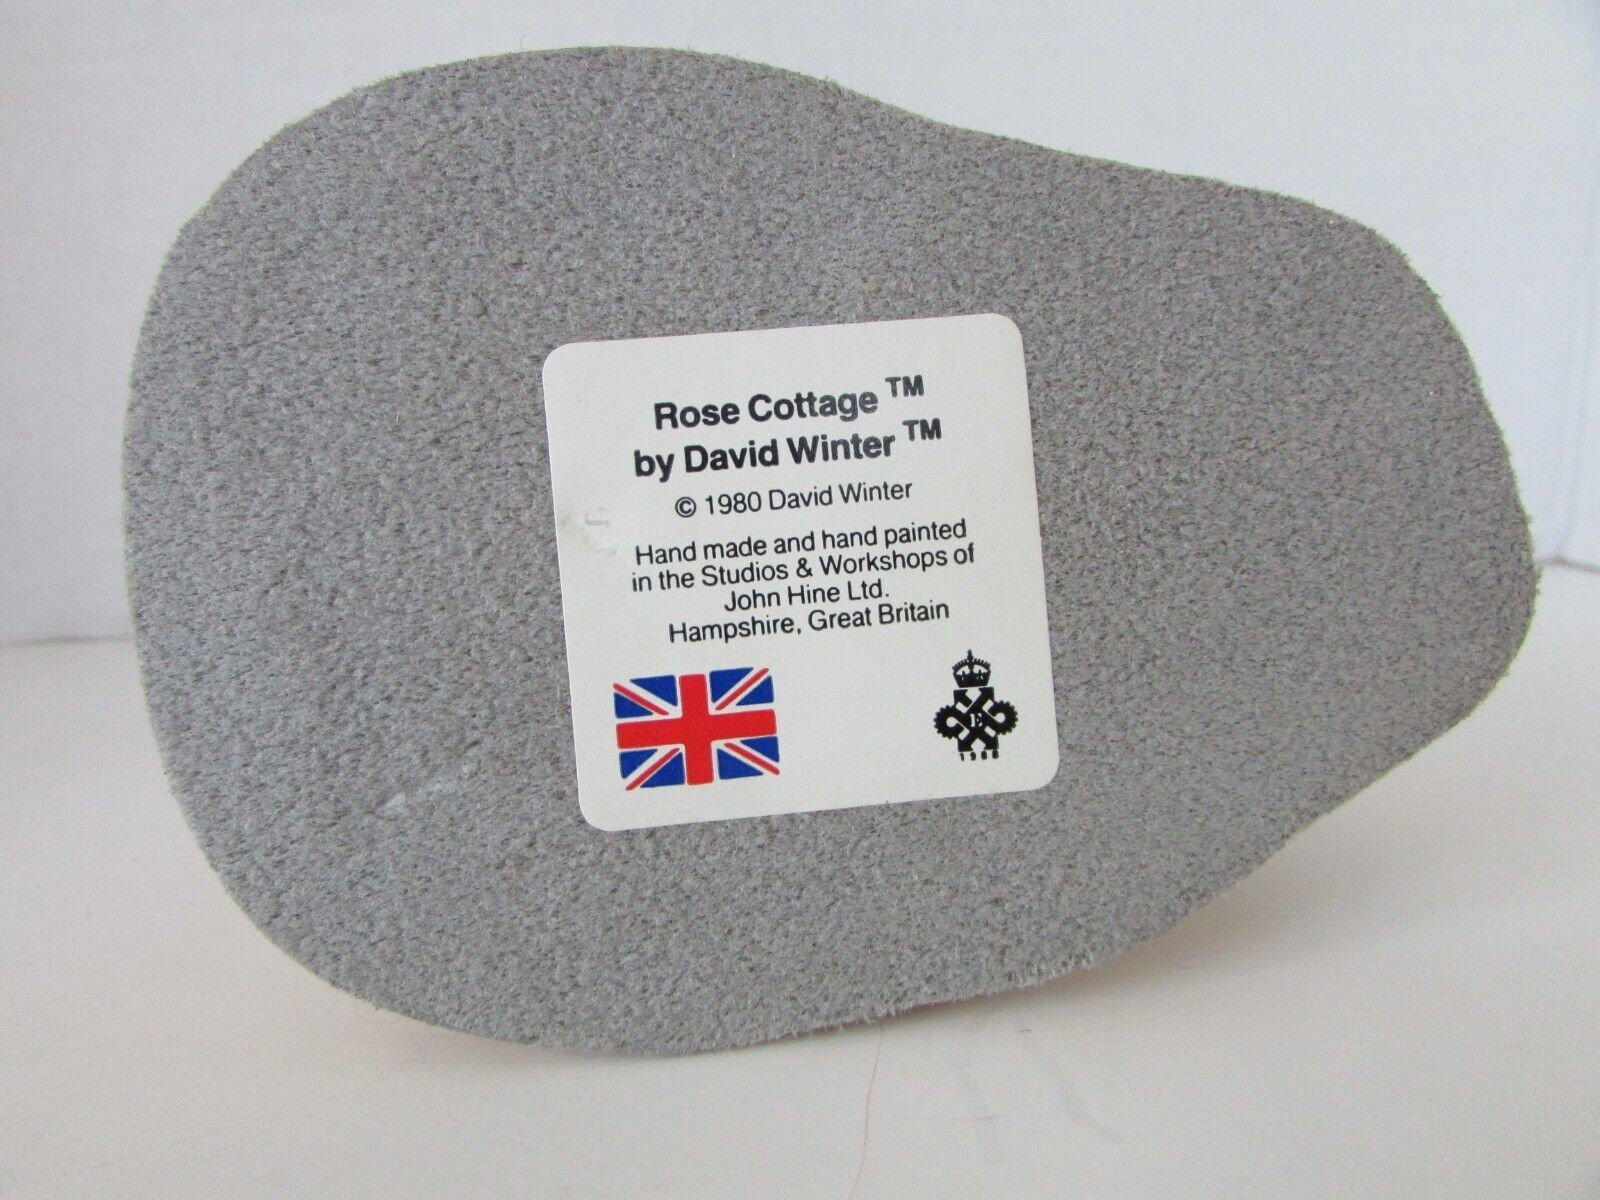 Rose Cottage ™
by David Winter ™
© 1980 David Winter
Hand made and hand painted
in the Studios & Workshops of
John Hine Ltd.
Hampshire, Great Britain